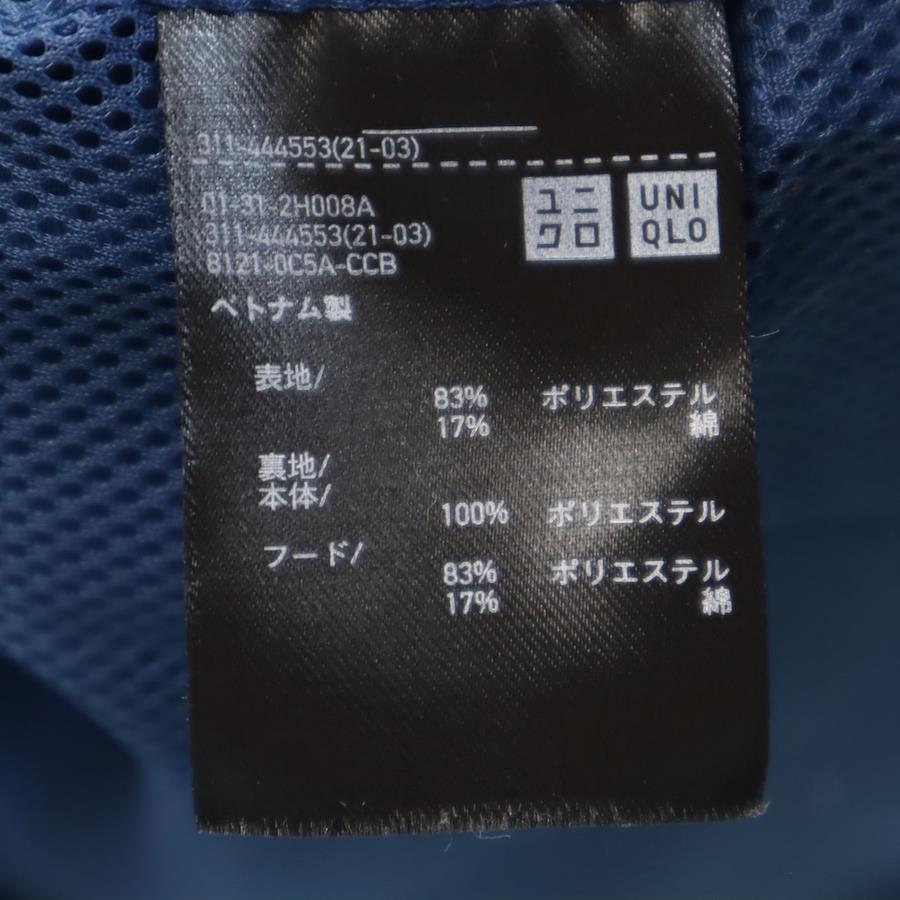 311-444553(21-03)
01-31-2H008A
311-444553(21-03)
8121-0C5A-CCB
ユニ
クロ
UNI
QLO
ベトナム製
表地/
83% ポリエステル
17% 綿
裏地/
本体/
100% ポリエステル
フード/
83% ポリエステル
17% 綿